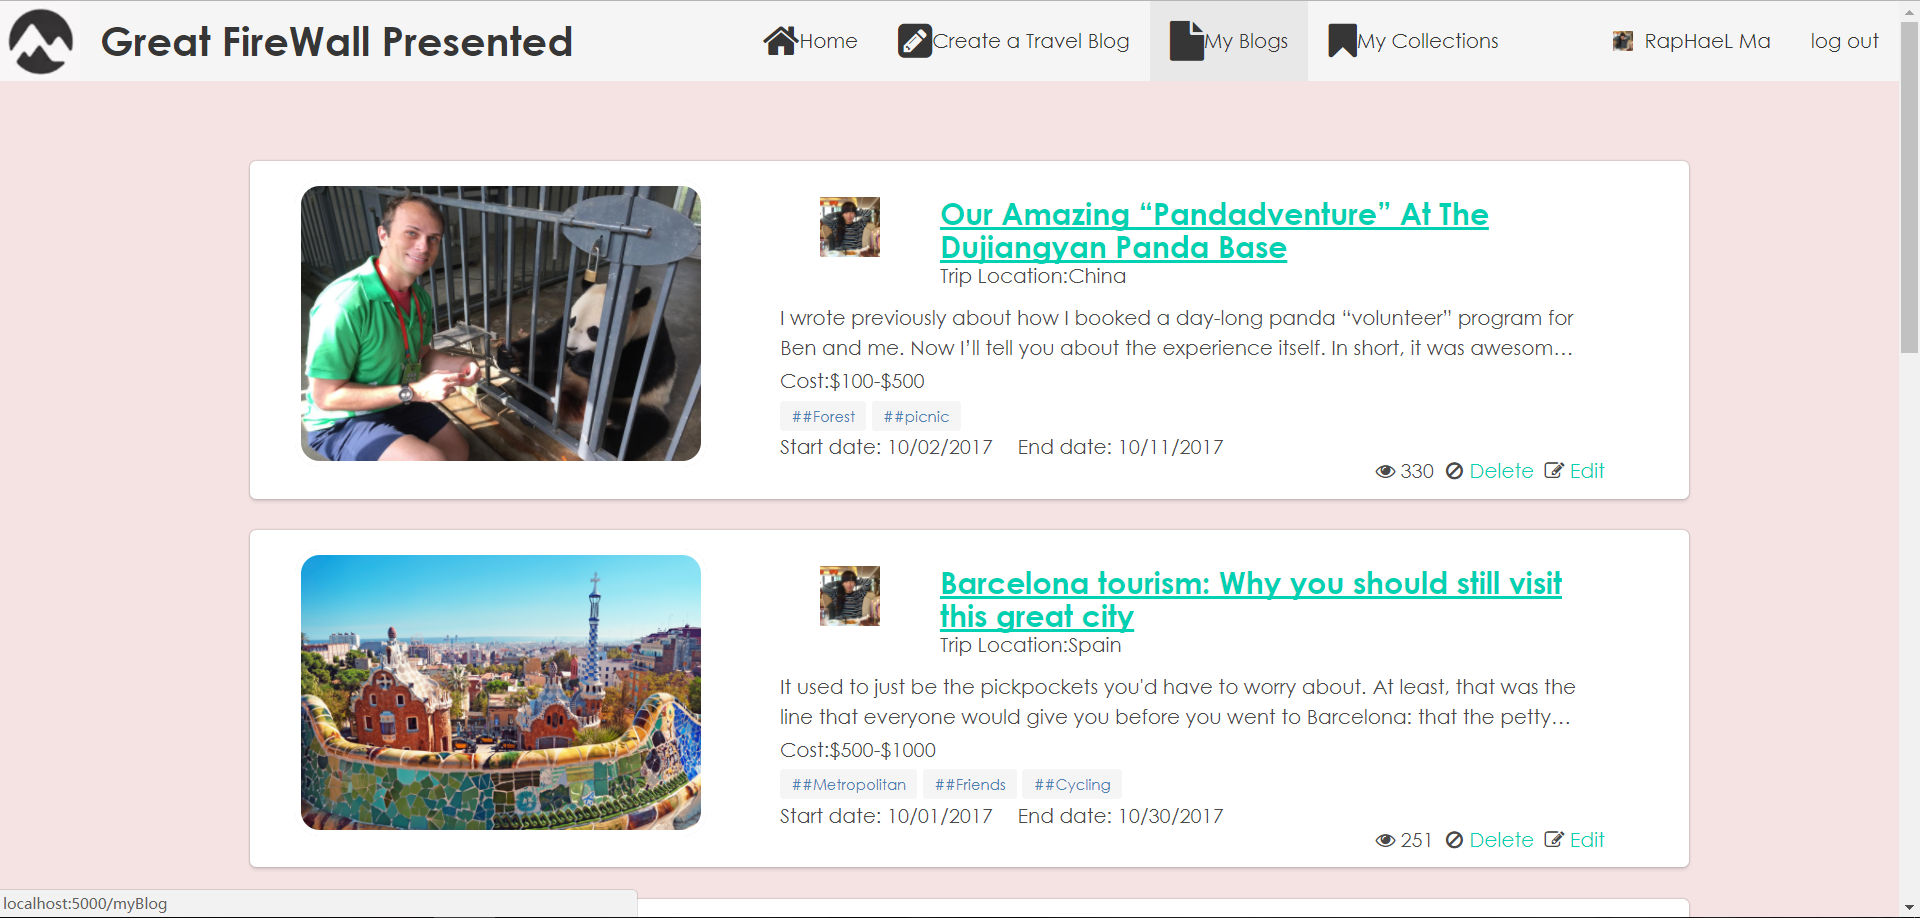 Great FireWall Presented
Home
Create a Travel Blog
My Blogs
My Collections
RapHaeL Ma
log out
Our Amazing “Pandadventure” At The
Dujiangyan Panda Base
Trip Location:China
I wrote previously about how I booked a day-long panda “volunteer” program for
Ben and me. Now I’ll tell you about the experience itself. In short, it was awesom...
Cost:$100-$500
##Forest ##picnic
Start date: 10/02/2017 End date: 10/11/2017
330 Delete Edit
Barcelona tourism: Why you should still visit
this great city
Trip Location:Spain
It used to just be the pickpockets you'd have to worry about. At least, that was the
line that everyone would give you before you went to Barcelona: that the petty...
Cost:$500-$1000
##Metropolitan ##Friends ##Cycling
Start date: 10/01/2017 End date: 10/30/2017
251 Delete Edit
localhost:5000/myBlog